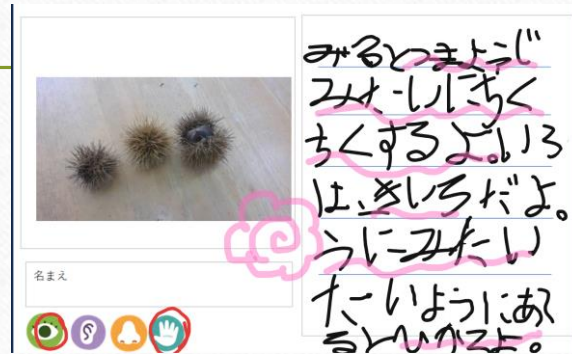 みるとつまようじ
みたいにちく
ちくするよ。いろ
は、きいろだよ。
うにみたい
たいようにあて
るとひかるよ。
名まえ